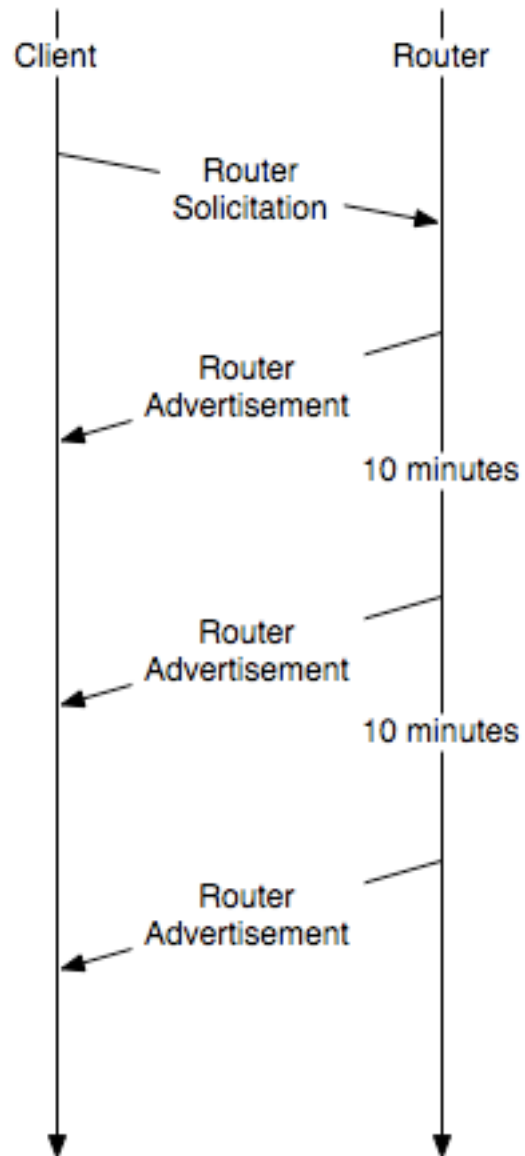 Client
Router
Router
Solicitation
Router
Advertisement
10 minutes
Router
Advertisement
10 minutes
Router
Advertisement